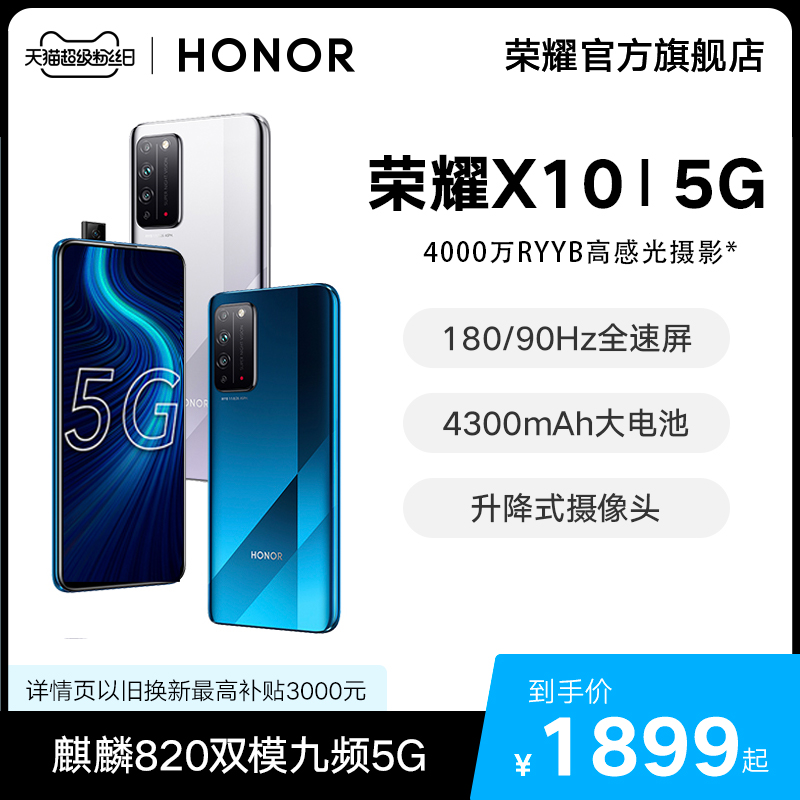 天猫超级粉丝日 | HONOR
荣耀官方旗舰店
荣耀X10 | 5G
4000万RYYB高感光摄影*
180/90Hz全速屏
4300mAh大电池
升降式摄像头
5G
HONOR
HONOR
详情页以旧换新最高补贴3000元
到手价
¥1899起
麒麟820双模九频5G